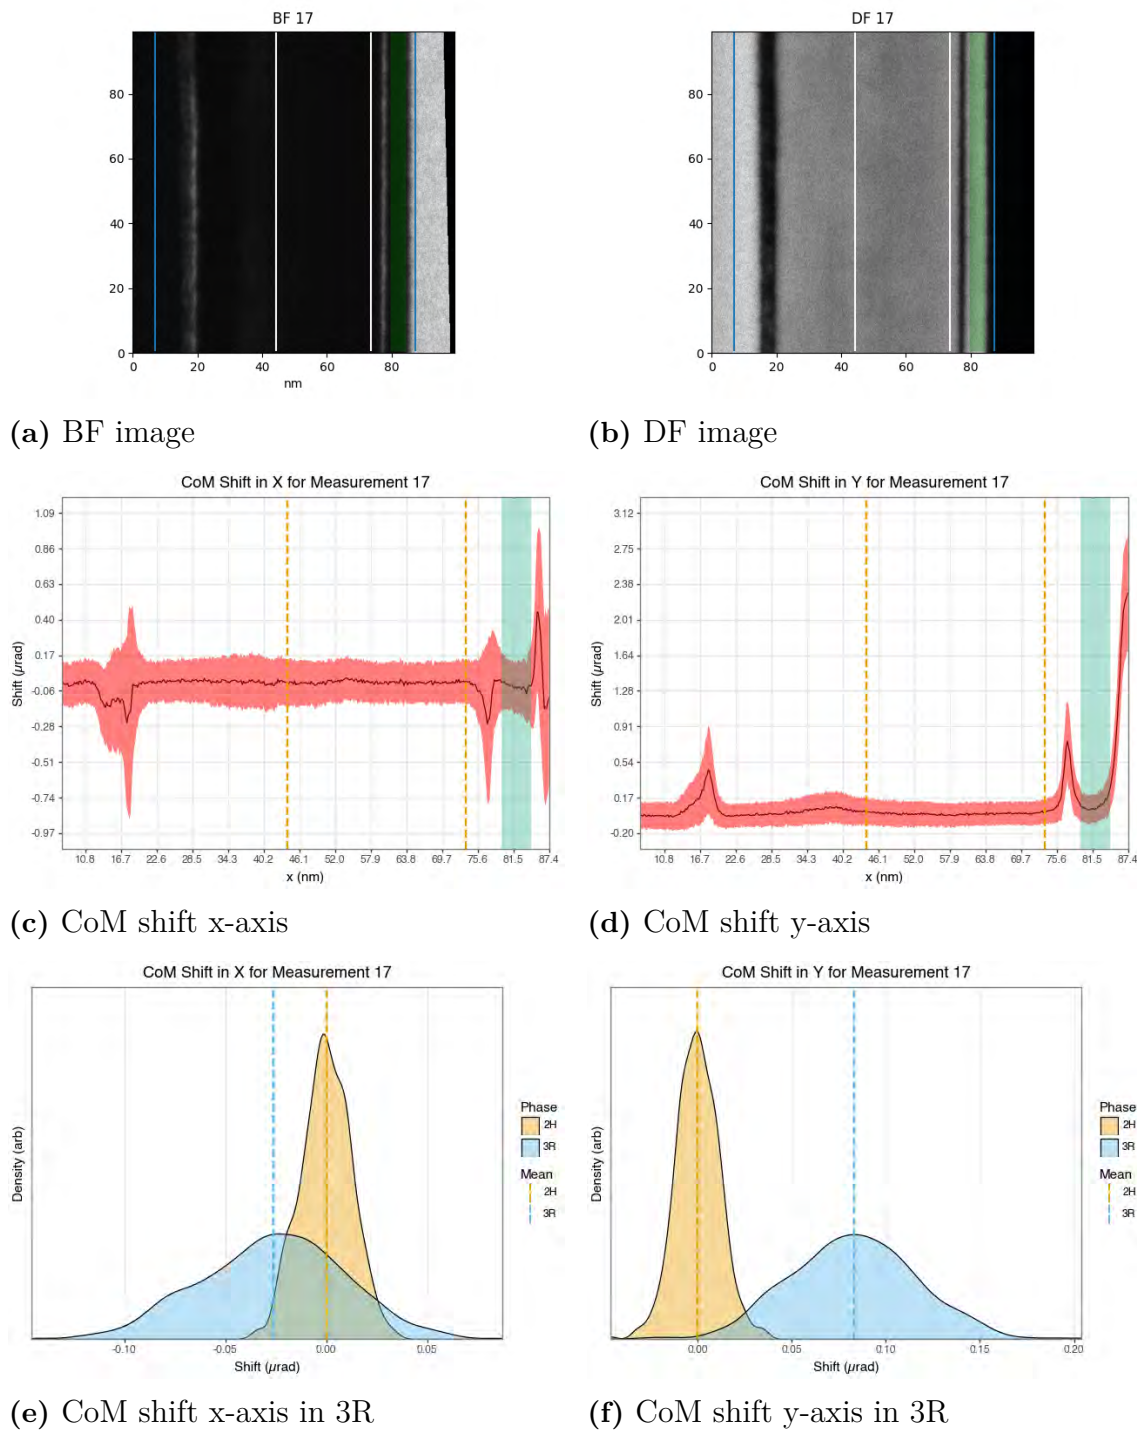 BF 17
80
60
40
20
0
0 20 40 60 80
nm
DF 17
80
60
40
20
0
0 20 40 60 80
(a) BF image
(b) DF image
CoM Shift in X for Measurement 17
Shift (µrad)
1.09
0.86
0.63
0.40
0.17
-0.06
-0.28
-0.51
-0.74
-0.97
10.8 16.7 22.6 28.5 34.3 40.2 46.1 52.0 57.9 63.8 69.7 75.6 81.5 87.4
x (nm)
CoM Shift in Y for Measurement 17
Shift (µrad)
3.12
2.75
2.38
2.01
1.64
1.28
0.91
0.54
0.17
-0.20
10.8 16.7 22.6 28.5 34.3 40.2 46.1 52.0 57.9 63.8 69.7 75.6 81.5 87.4
x (nm)
(c) CoM shift x-axis
(d) CoM shift y-axis
CoM Shift in X for Measurement 17
Density (arb)
-0.10 -0.05 0.00 0.05
Shift (µrad)
Phase
2H
3R
Mean
2H
3R
CoM Shift in Y for Measurement 17
Density (arb)
0.00 0.05 0.10 0.15 0.20
Shift (µrad)
Phase
2H
3R
Mean
2H
3R
(e) CoM shift x-axis in 3R
(f) CoM shift y-axis in 3R